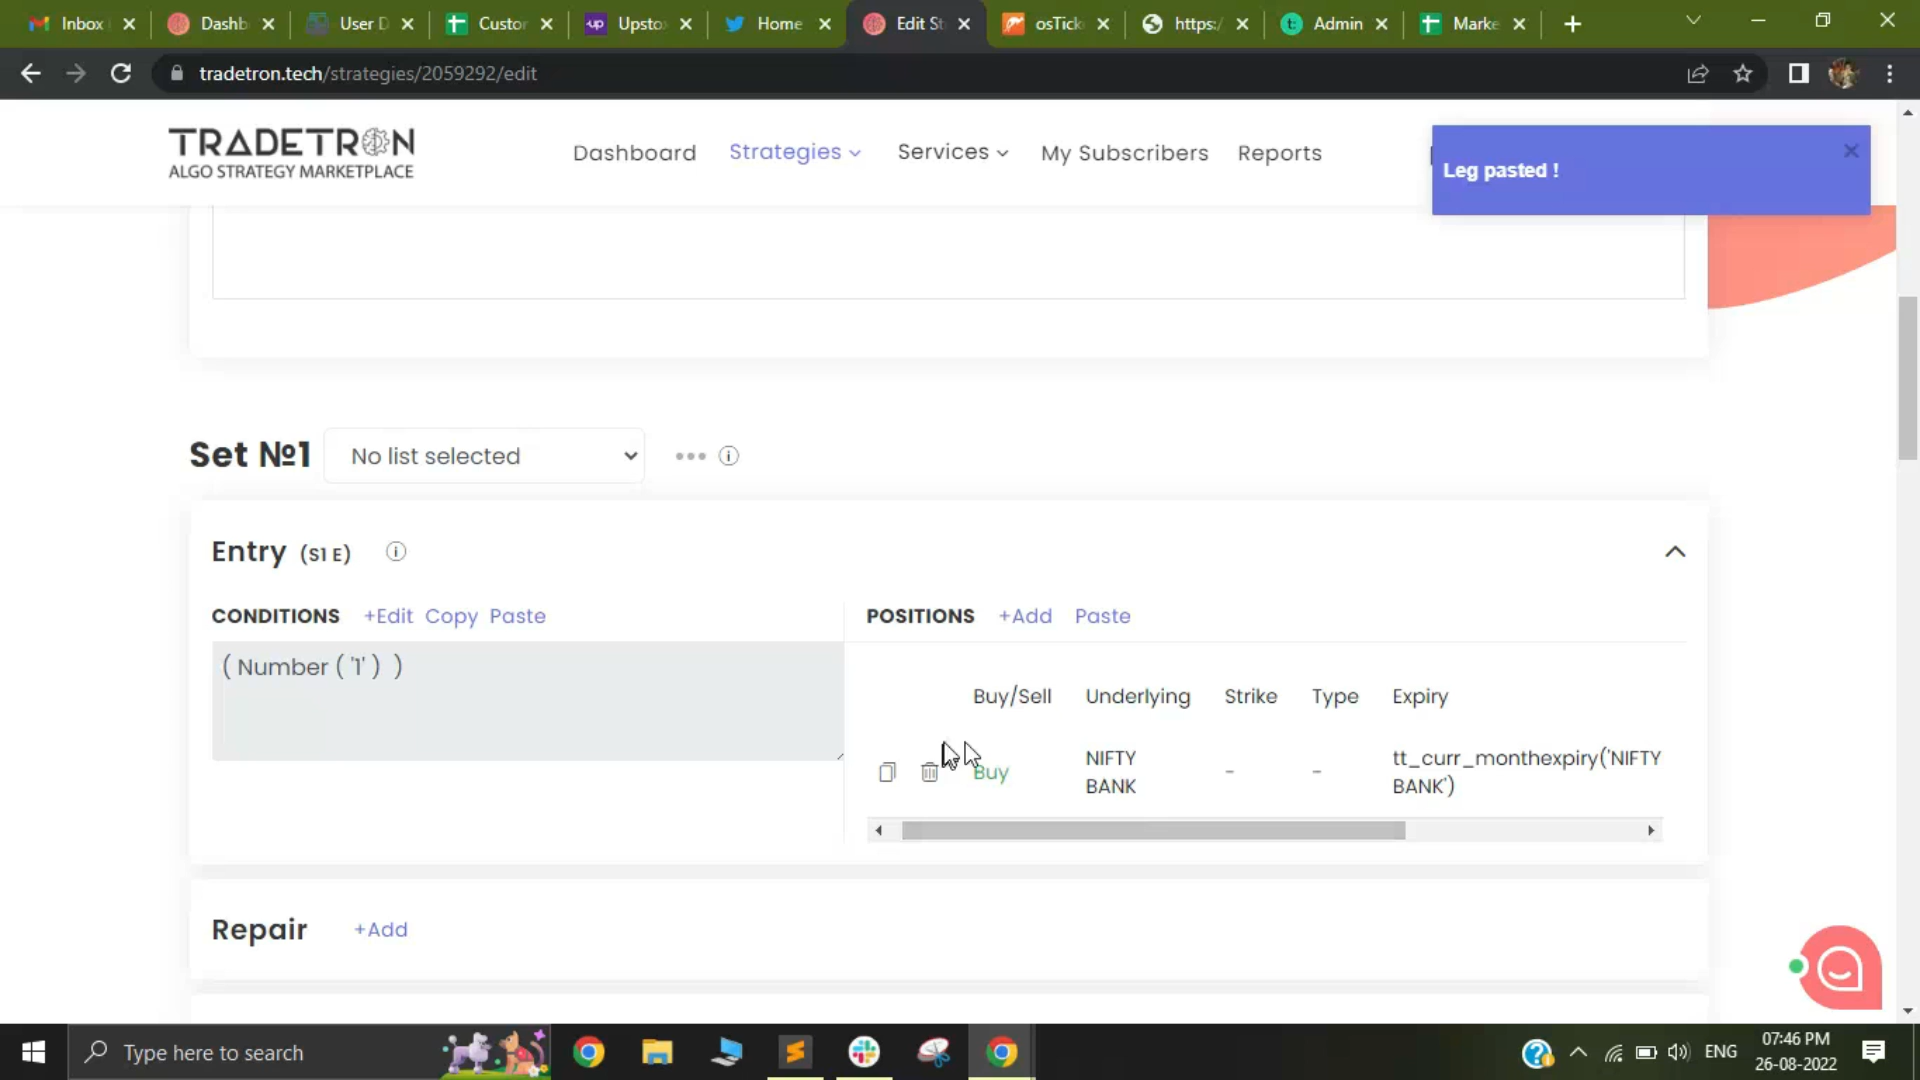 Inbox
Dashb
User D
Custor
Upsto
Home
Edit St
osTick
https:/
Admin
Marke
tradetron.tech/strategies/2059292/edit
TRADETRON
ALGO STRATEGY MARKETPLACE
Dashboard
Strategies
Services
My Subscribers
Reports
Leg pasted !
Set №1
No list selected
Entry (S1 E)
CONDITIONS +Edit Copy Paste
POSITIONS +Add Paste
( Number ( '1' ) )
Buy/Sell Underlying Strike Type Expiry
Buy NIFTY BANK - - tt_curr_monthexpiry('NIFTY BANK')
Repair +Add
Type here to search
ENG
07:46 PM
26-08-2022